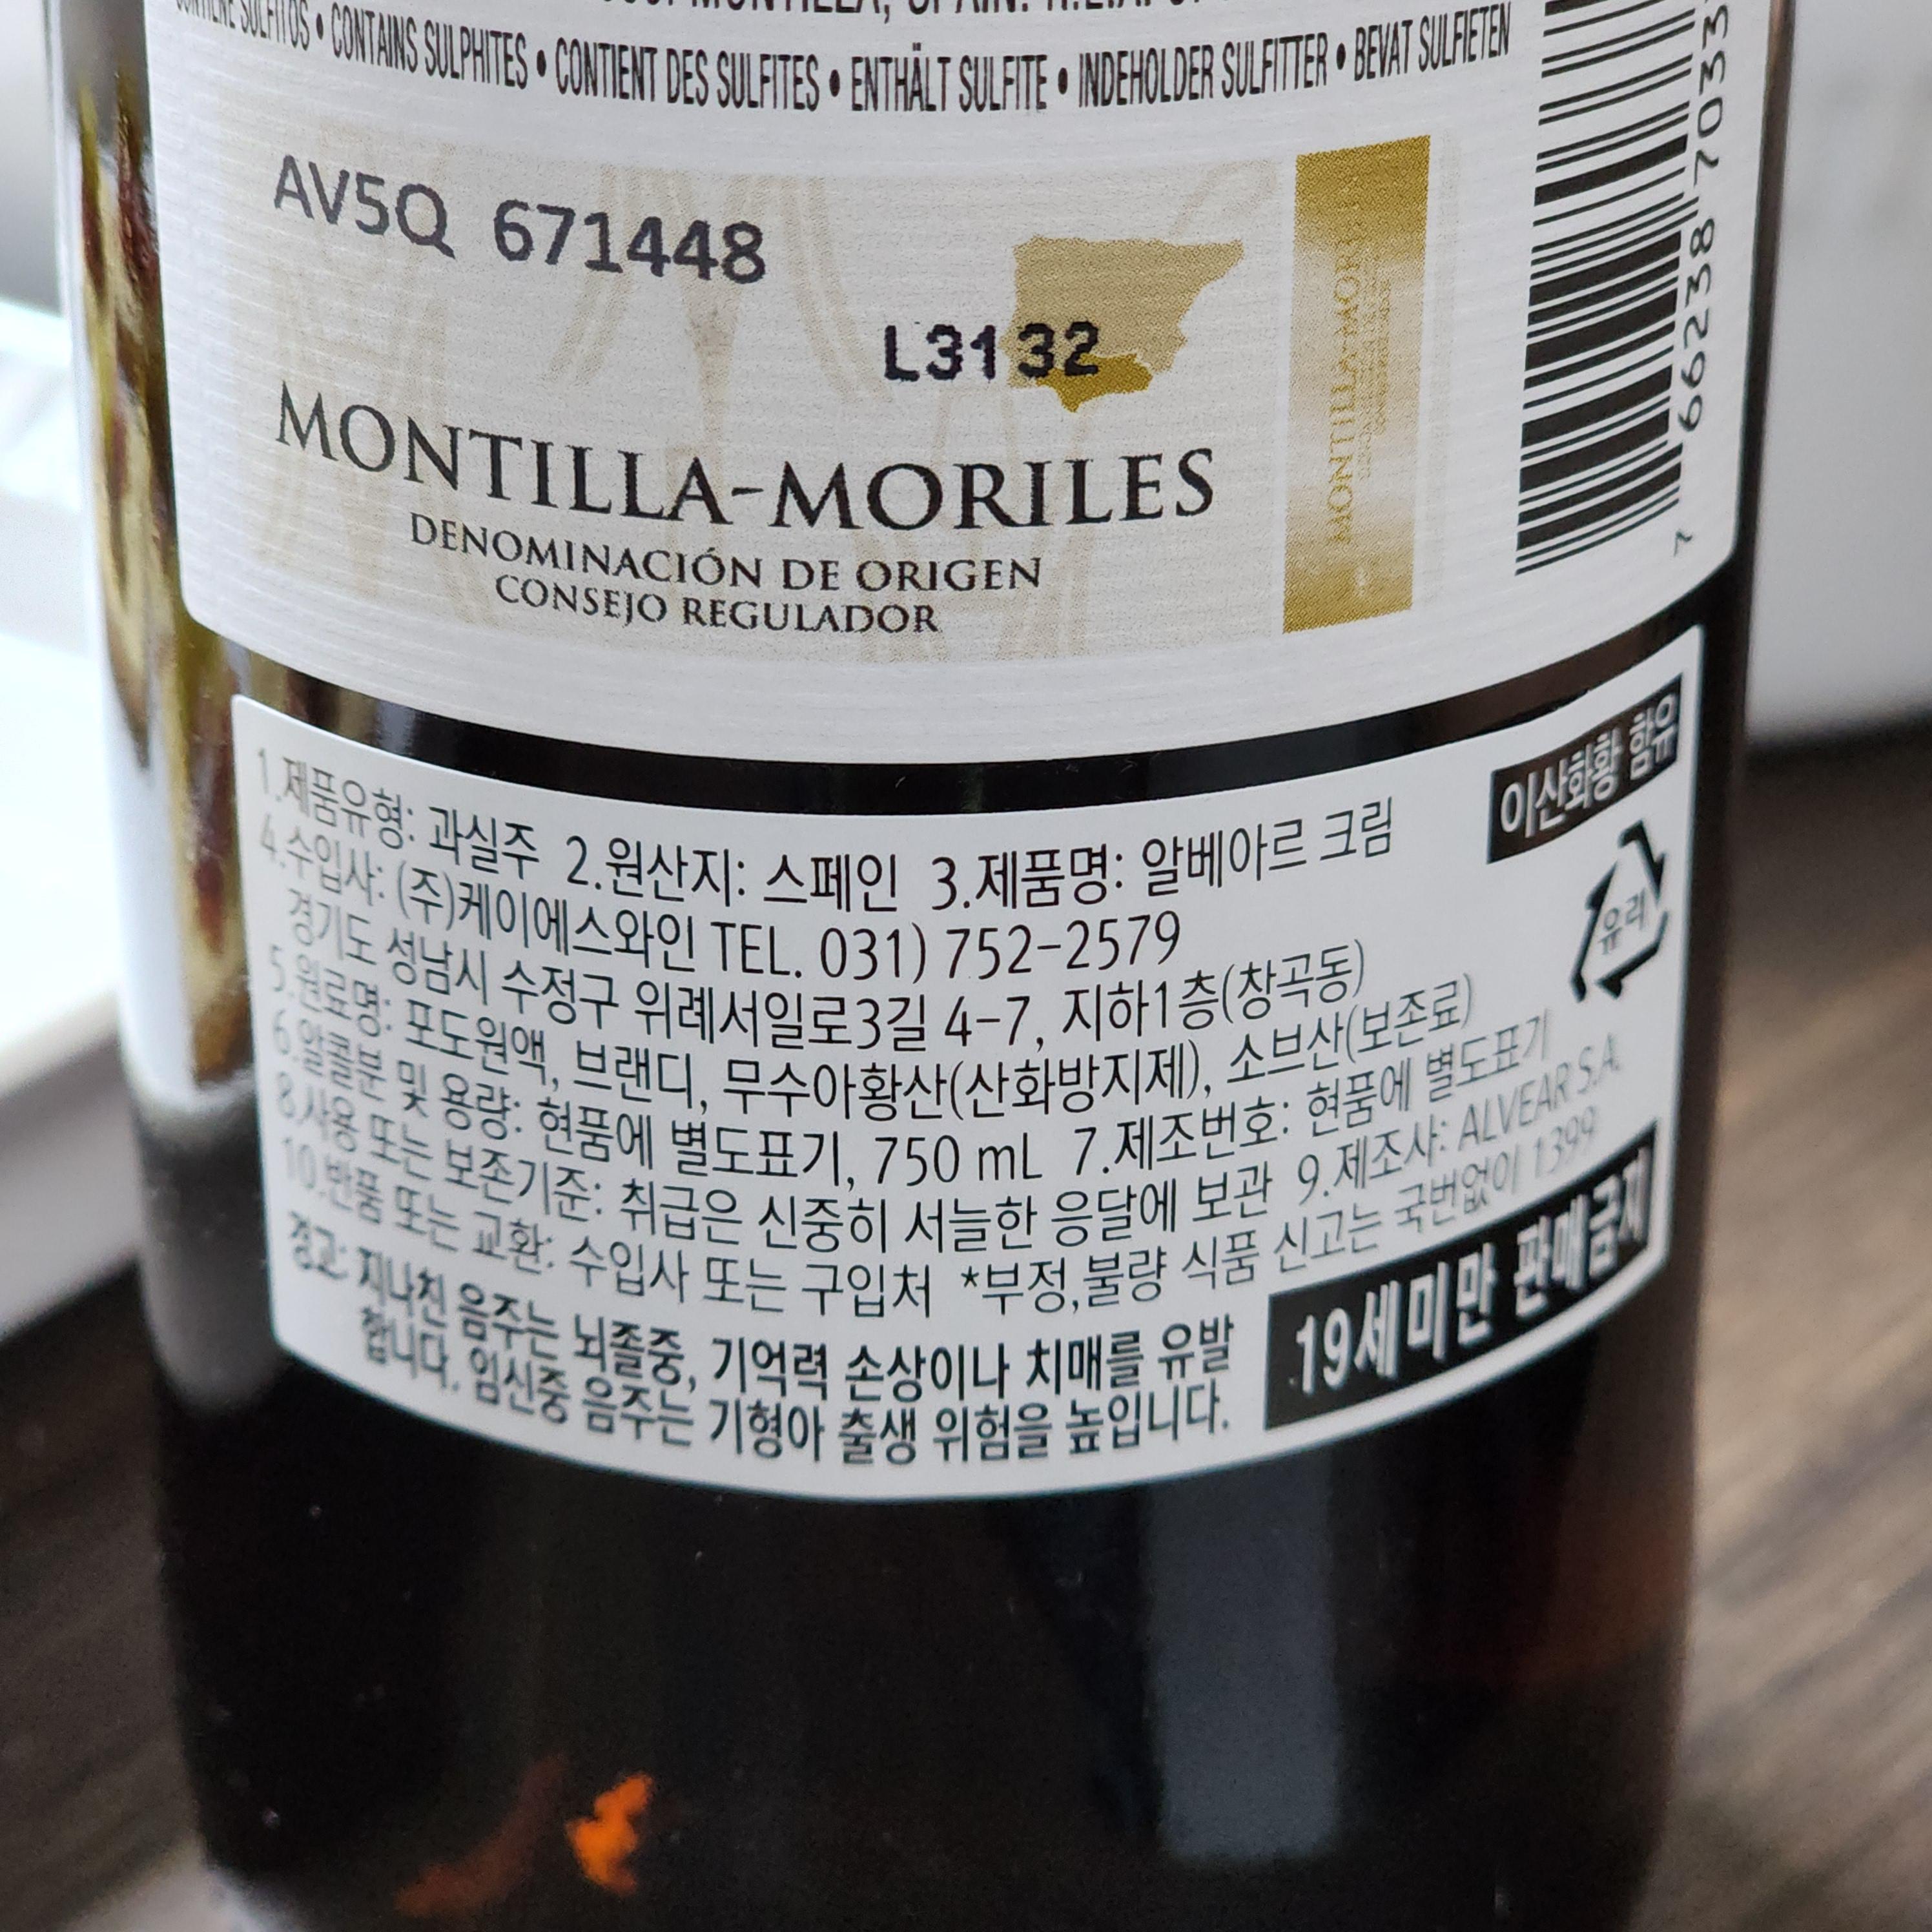 MONTILLA, SPAIN.
CONTIENE SULFITOS • CONTAINS SULPHITES • CONTIENT DES SULFITES • ENTHÄLT SULFITE • INDEHOLDER SULFITTER • BEVAT SULFIETEN
AV5Q 671448
L3132
MONTILLA-MORILES
DENOMINACIÓN DE ORIGEN
CONSEJO REGULADOR
MONTILLA-MORILES
7 66238 7033
이산화황 함유
유리
1.제품유형: 과실주 2.원산지: 스페인 3.제품명: 알베아르 크림
4.수입사: (주)케이에스와인 TEL. 031) 752-2579
경기도 성남시 수정구 위례서일로3길 4-7, 지하1층(창곡동)
5.원료명: 포도원액, 브랜디, 무수아황산(산화방지제), 소브산(보존료)
6.알콜분 및 용량: 현품에 별도표기, 750 mL 7.제조번호: 현품에 별도표기
8.사용 또는 보존기준: 취급은 신중히 서늘한 응달에 보관 9.제조사: ALVEAR S.A.
10.반품 또는 교환: 수입사 또는 구입처 *부정,불량 식품 신고는 국번없이 1399
경고: 지나친 음주는 뇌졸중, 기억력 손상이나 치매를 유발
합니다. 임신중 음주는 기형아 출생 위험을 높입니다.
19세미만 판매금지